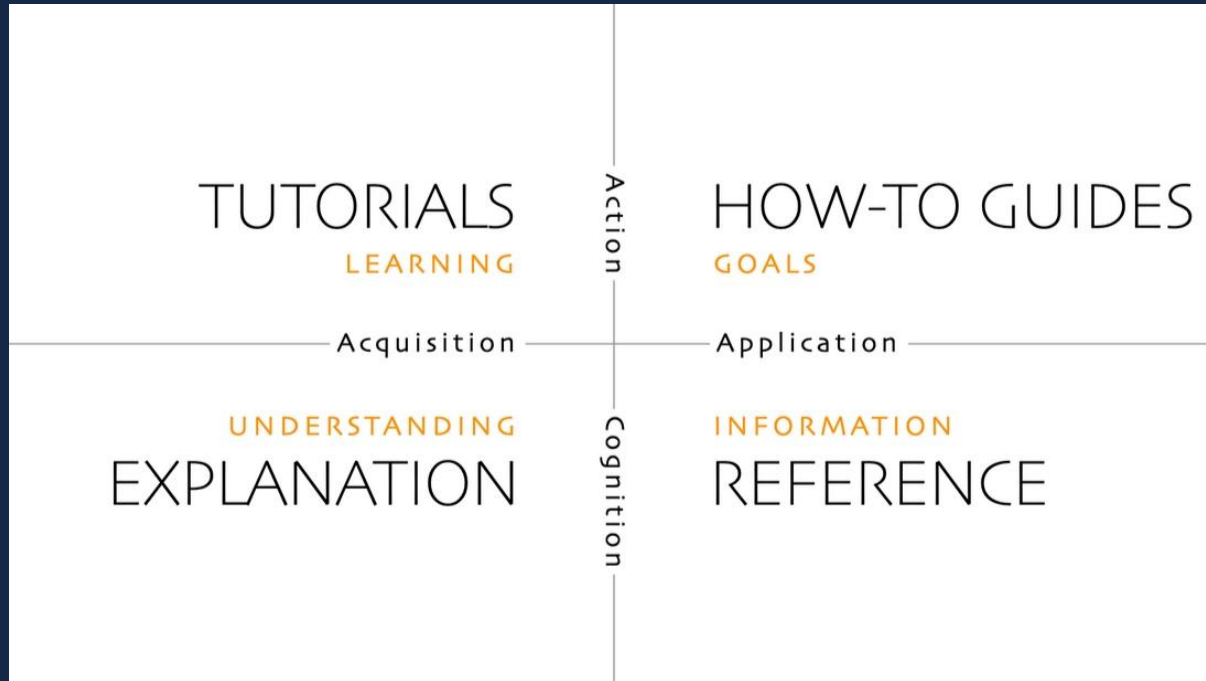 TUTORIALS
LEARNING
Action
HOW-TO GUIDES
GOALS
Acquisition
Application
UNDERSTANDING
EXPLANATION
Cognition
INFORMATION
REFERENCE